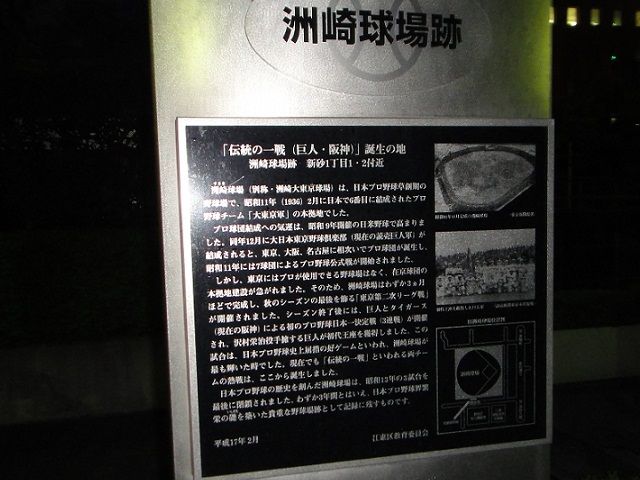 洲崎球場跡
「伝統の一戦(巨人・阪神)」誕生の地
洲崎球場跡 新砂1丁目1・2付近
洲崎球場(別称・洲崎大東京球場)は、日本プロ野球草創期の
野球場で、昭和11年(1936)2月に日本で6番目に結成されたプロ
野球チーム「大東京軍」の本拠地でした。
プロ球団結成への気運は、昭和9年開催の日米野球で高まりま
した。同年12月に大日本東京野球倶楽部(現在の読売巨人軍)が
結成されると、東京、大阪、名古屋に相次いでプロ球団が誕生し、
昭和11年には7球団によるプロ野球公式戦が開始されました。
しかし、東京にはプロが使用できる野球場はなく、在京球団の
本拠地建設が急がれました。そのため、洲崎球場はわずか3ヵ月
ほどで完成し、秋のシーズンの最後を飾る「東京第二次リーグ戦」
が開催されました。シーズン終了後には、巨人とタイガース
(現在の阪神)による初のプロ野球日本一決定戦(3連戦)が開催
され、沢村栄治投手擁する巨人が初代王座を獲得しました。この
試合は、日本プロ野球史上屈指の好ゲームといわれ、洲崎球場が
最も輝いた時でした。現在でも「伝統の一戦」といわれる両チー
ムの熱戦は、ここから誕生しました。
日本プロ野球の歴史を刻んだ洲崎球場は、昭和13年の3試合を
最後に閉鎖されました。わずか3年間とはいえ、日本プロ野球界繁
栄の礎を築いた貴重な野球場跡として記録に残すものです。
平成17年2月 江東区教育委員会